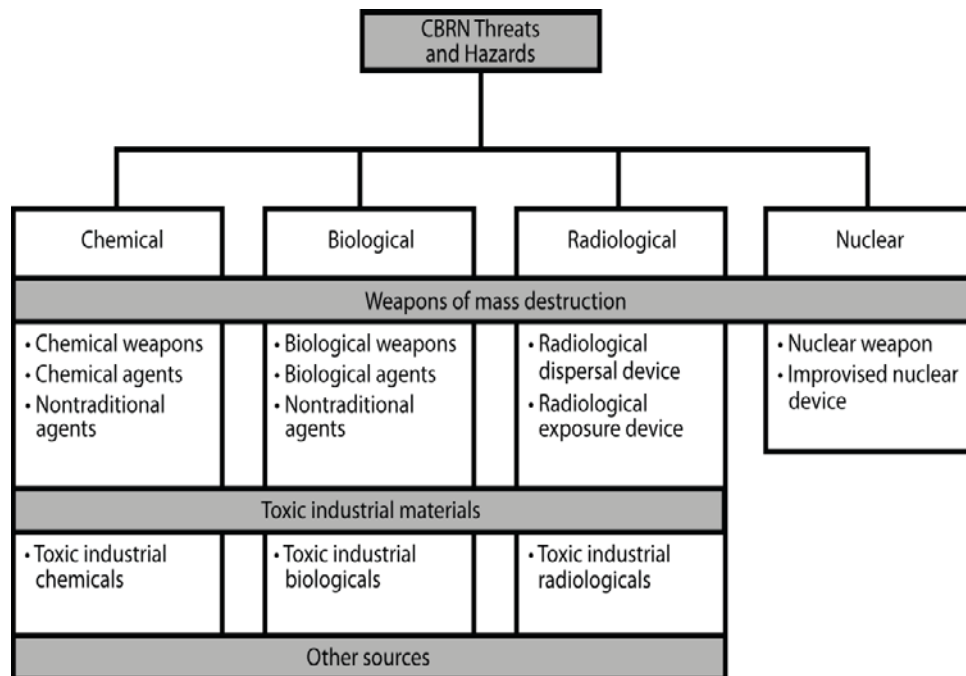 CBRN Threats
and Hazards
Chemical
Biological
Radiological
Nuclear
Weapons of mass destruction
• Chemical weapons
• Chemical agents
• Nontraditional
agents
• Biological weapons
• Biological agents
• Nontraditional
agents
• Radiological
dispersal device
• Radiological
exposure device
• Nuclear weapon
• Improvised nuclear
device
Toxic industrial materials
• Toxic industrial
chemicals
• Toxic industrial
biologicals
• Toxic industrial
radiologicals
Other sources